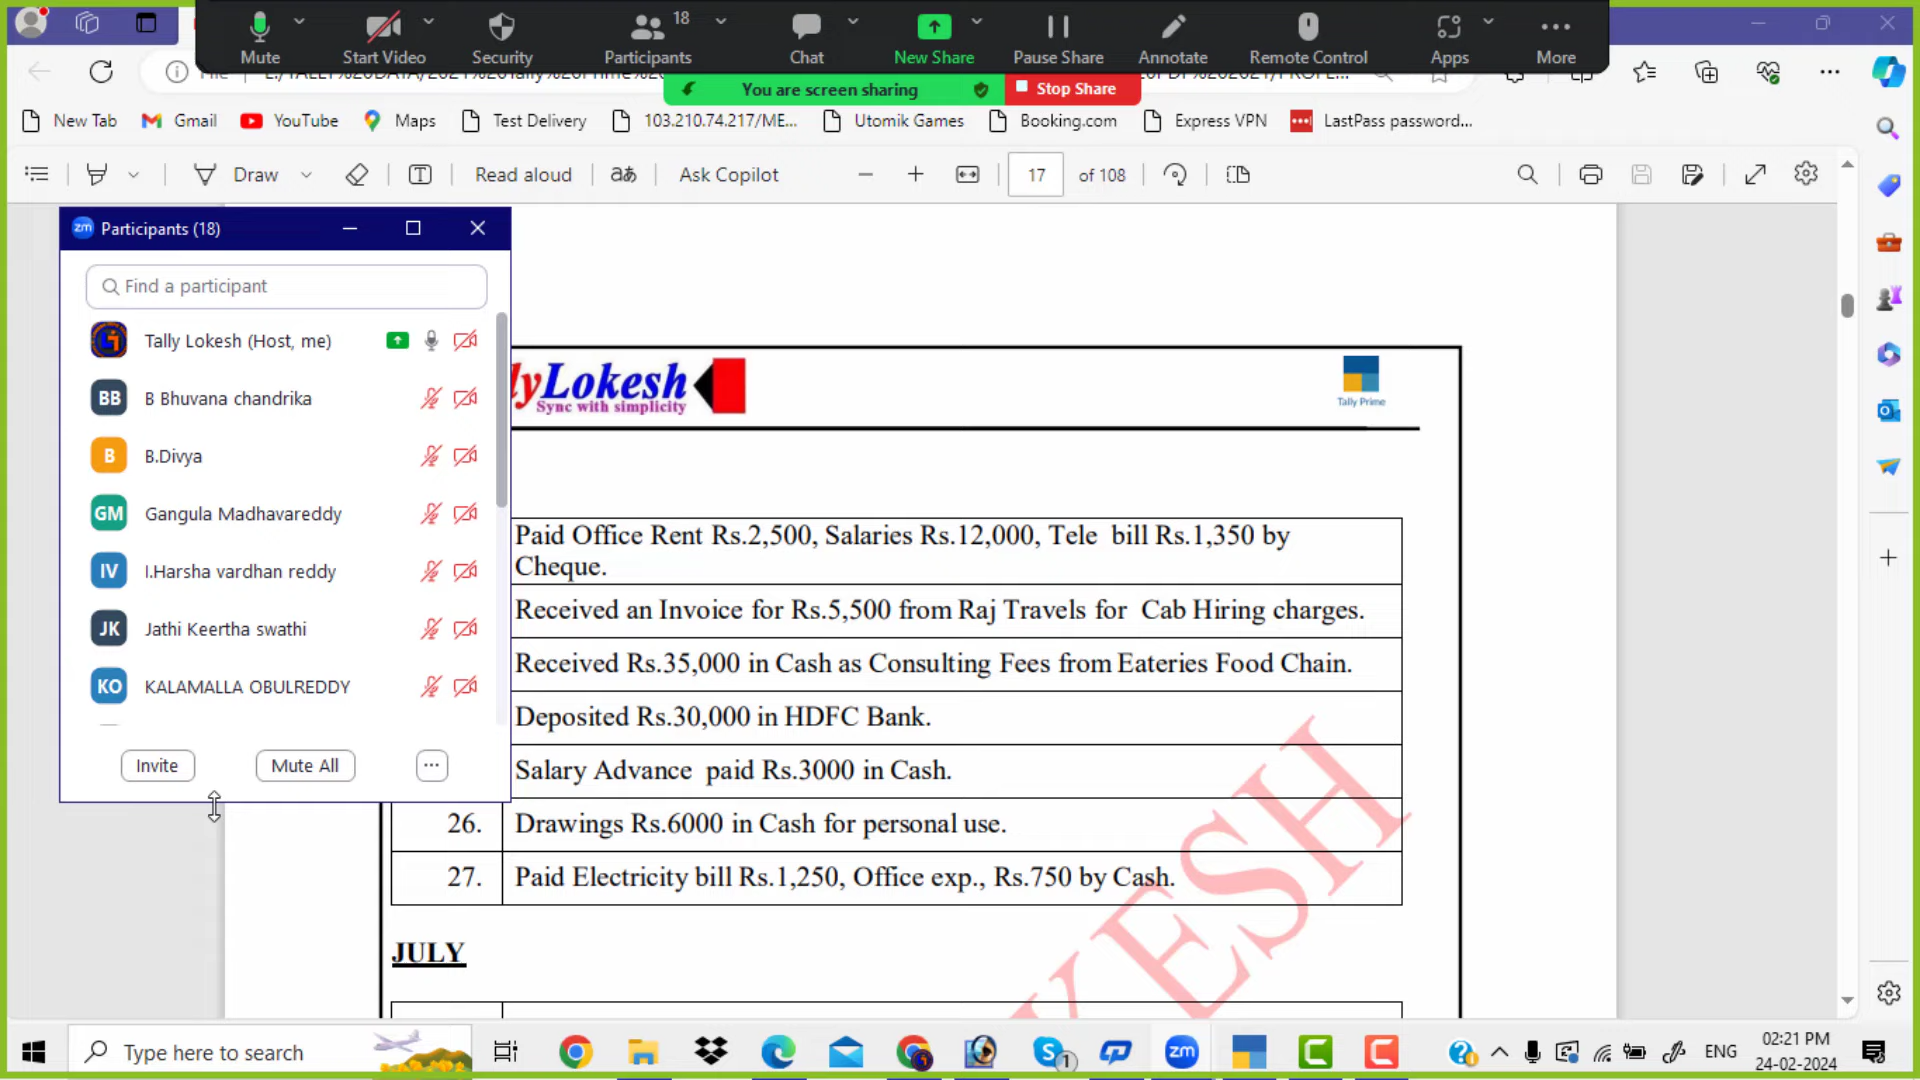 18
Mute
Start Video
Security
Participants
Chat
New Share
Pause Share
Annotate
Remote Control
Apps
More
You are screen sharing
Stop Share
New Tab
Gmail
YouTube
Maps
Test Delivery
103.210.74.217/ME...
Utomik Games
Booking.com
Express VPN
LastPass password...
Draw
Read aloud
Ask Copilot
17
of 108
zm
Participants (18)
Find a participant
Tally Lokesh (Host, me)
BB
B Bhuvana chandrika
B
B.Divya
GM
Gangula Madhavareddy
IV
I.Harsha vardhan reddy
JK
Jathi Keertha swathi
KO
KALAMALLA OBULREDDY
Invite
Mute All
lyLokesh
Sync with simplicity
Tally Prime
Paid Office Rent Rs.2,500, Salaries Rs.12,000, Tele bill Rs.1,350 by
Cheque.
Received an Invoice for Rs.5,500 from Raj Travels for Cab Hiring charges.
Received Rs.35,000 in Cash as Consulting Fees from Eateries Food Chain.
Deposited Rs.30,000 in HDFC Bank.
Salary Advance paid Rs.3000 in Cash.
26. Drawings Rs.6000 in Cash for personal use.
27. Paid Electricity bill Rs.1,250, Office exp., Rs.750 by Cash.
KESH
JULY
Type here to search
zm
1
ENG
02:21 PM
24-02-2024